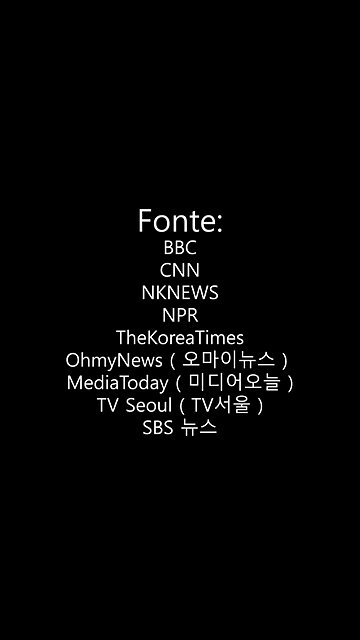 Fonte:
BBC
CNN
NKNEWS
NPR
TheKoreaTimes
OhmyNews ( 오마이뉴스 )
MediaToday ( 미디어오늘 )
TV Seoul ( TV서울 )
SBS 뉴스